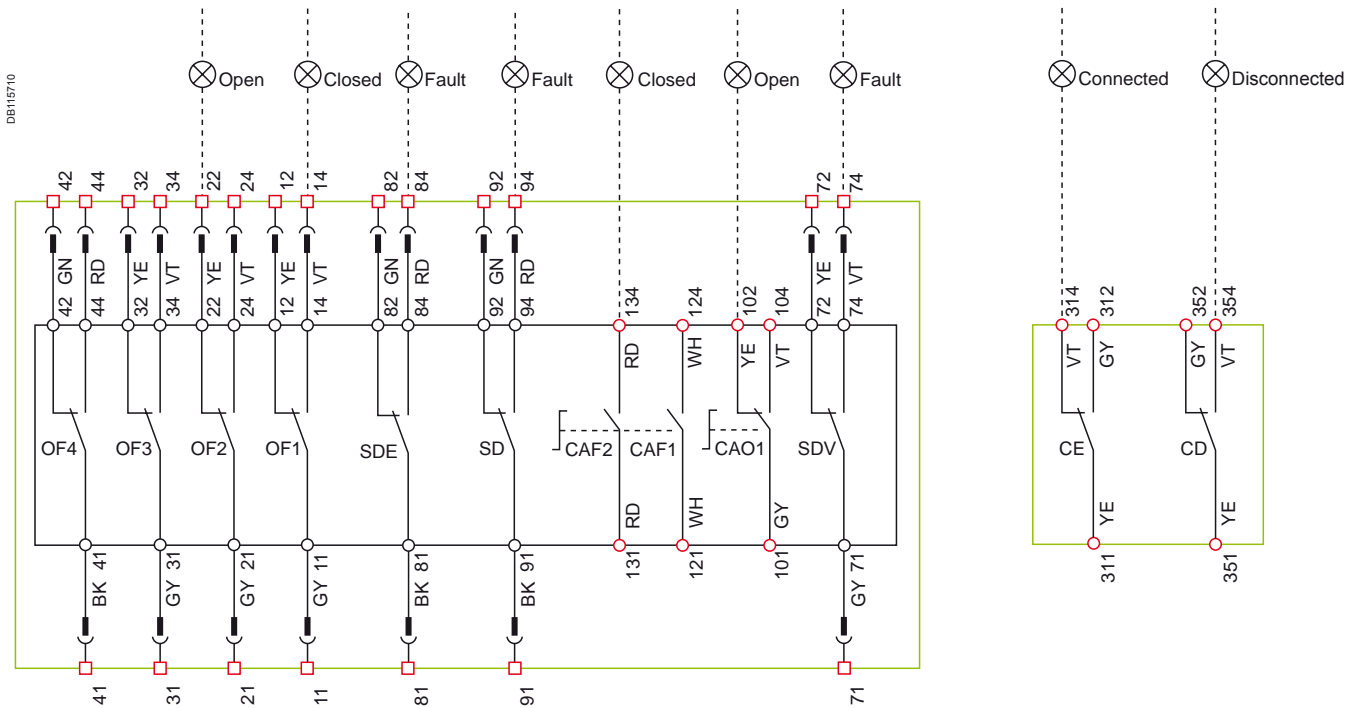 DB115710
Open Closed Fault Fault Closed Open Fault Connected Disconnected
42 44 32 34 22 24 12 14 82 84 92 94 72 74
GN RD YE VT YE VT YE VT GN RD GN RD YE VT
42 44 32 34 22 24 12 14 82 84 92 94 134 124 102 104 72 74 314 312 352 354
RD WH YE VT VT GY GY VT
OF4 OF3 OF2 OF1 SDE SD CAF2 CAF1 CAO1 SDV CE CD
RD WH GY YE YE
41 31 21 11 81 91 131 121 101 71 311 351
BK GY GY GY BK BK GY
41 31 21 11 81 91 71